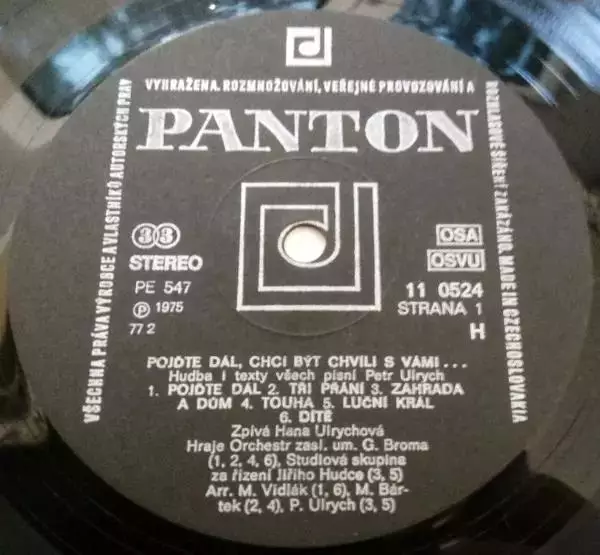 VŠECHNA PRÁVA VÝROBCE A VLASTNÍKŮ AUTORSKÝCH PRÁV
VYHRAŽENA. ROZMNOŽOVÁNÍ, VEŘEJNÉ PROVOZOVÁNÍ A
ROZHLASOVÉ ŠÍŘENÍ ZAKÁZÁNO. MADE IN CZECHOSLOVAKIA
PANTON
33
STEREO
PE 547
℗ 1975
77 2
OSA
OSVU
11 0524
STRANA 1
H
POJĎTE DÁL, CHCI BÝT CHVÍLI S VÁMI...
Hudba i texty všech písní Petr Ulrych
1. POJĎTE DÁL 2. TŘI PŘÁNÍ 3. ZAHRADA
A DŮM 4. TOUHA 5. LUČNÍ KRÁL
6. DÍTĚ
Zpívá Hana Ulrychová
Hraje Orchestr zasl. um. G. Broma
(1, 2, 4, 6), Studiová skupina
za řízení Jiřího Hudce (3, 5)
Arr. M. Vidlák (1, 6), M. Bár-
tek (2, 4), P. Ulrych (3, 5)